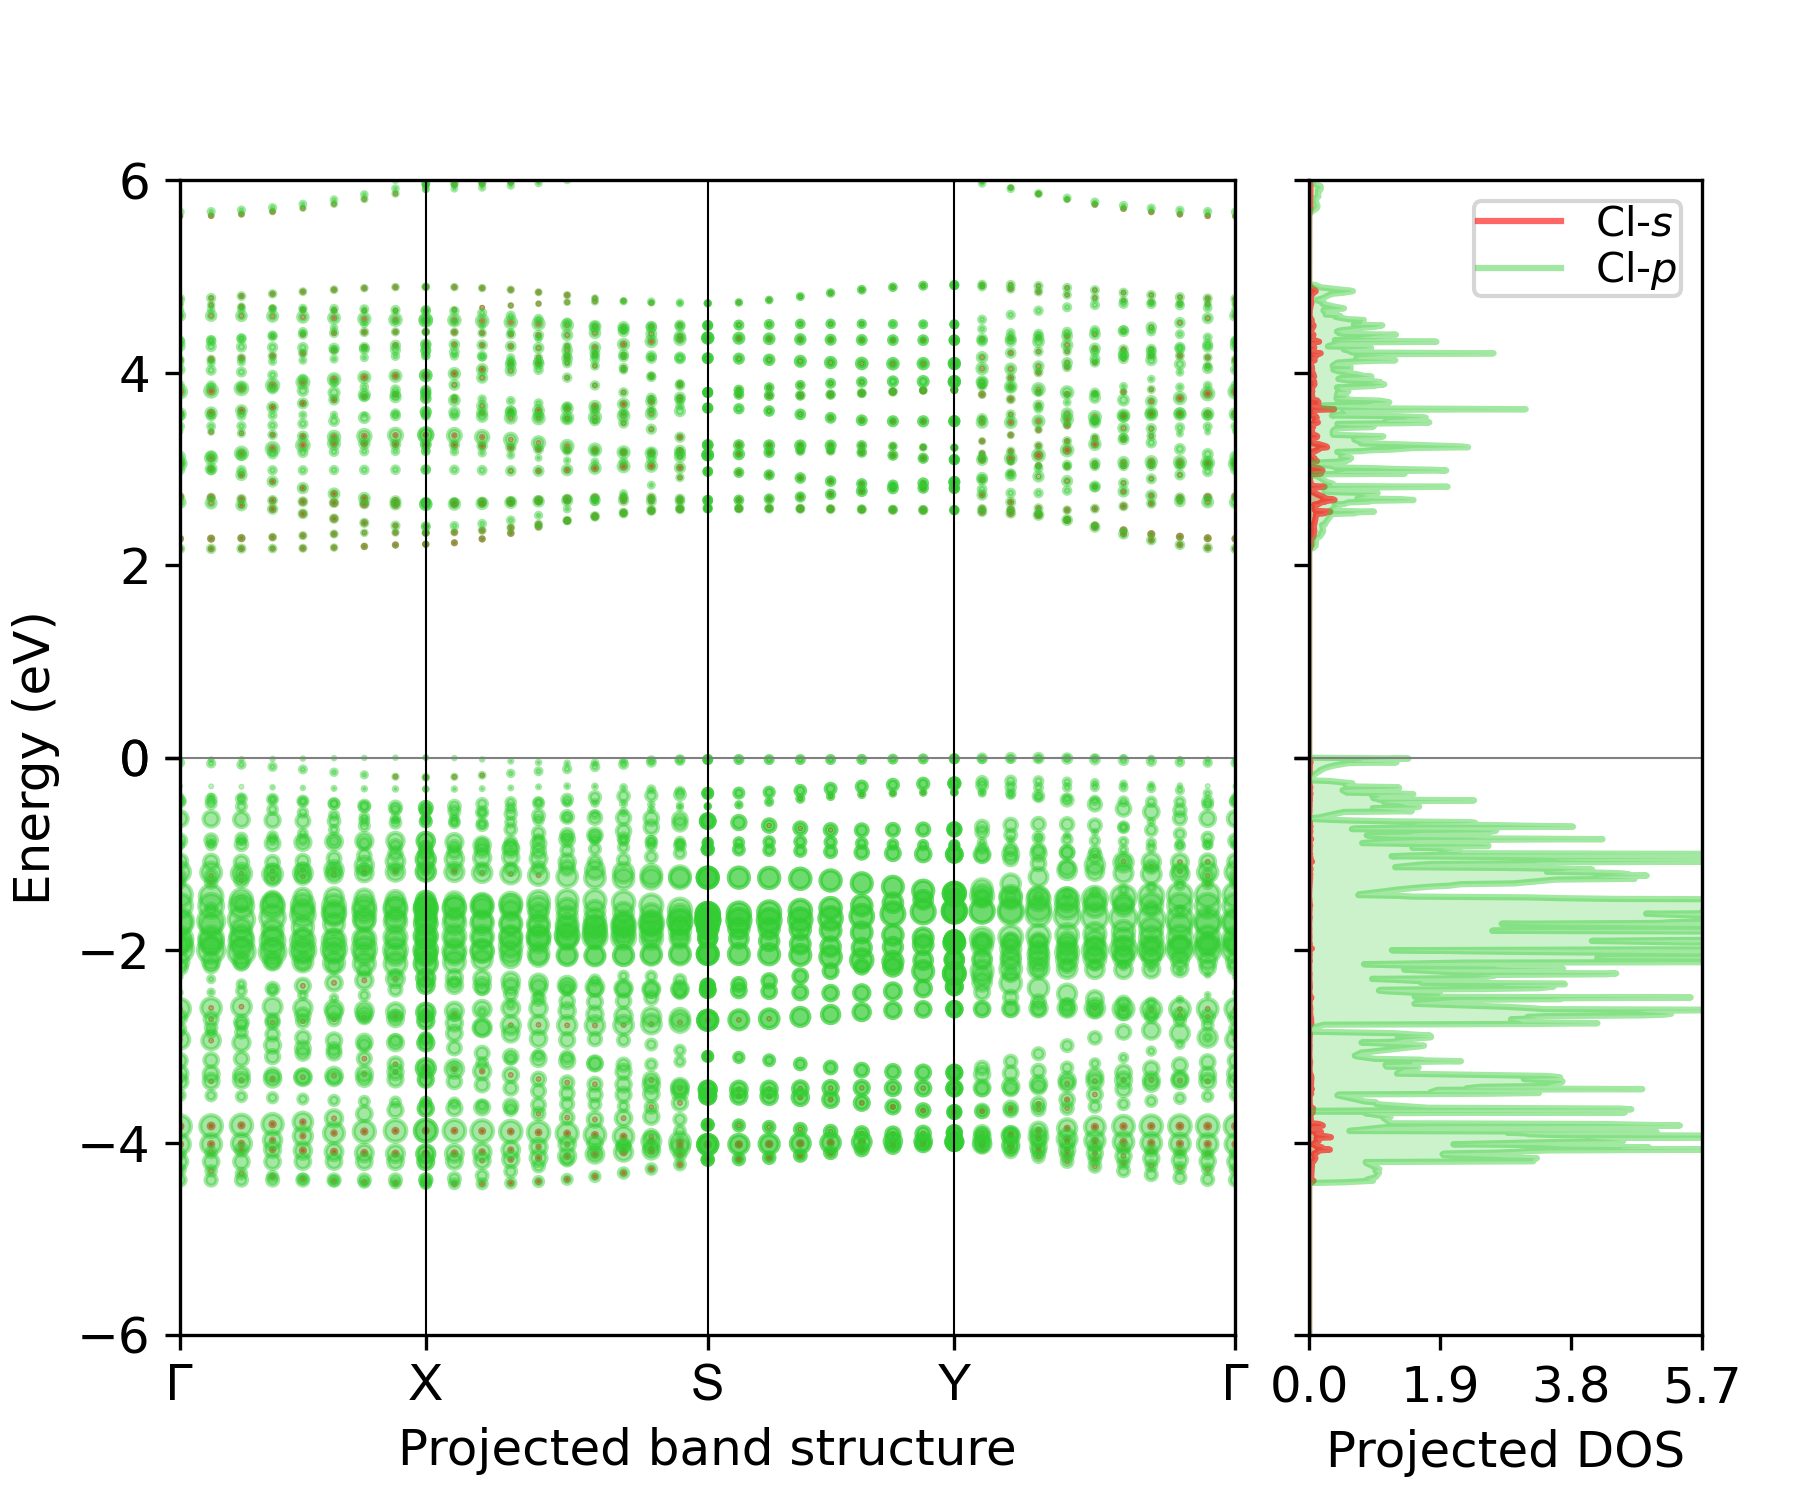 6
4
2
0
−2
−4
−6
Energy (eV)
Γ X S Y Γ
Projected band structure
Cl-s
Cl-p
0.0 1.9 3.8 5.7
Projected DOS